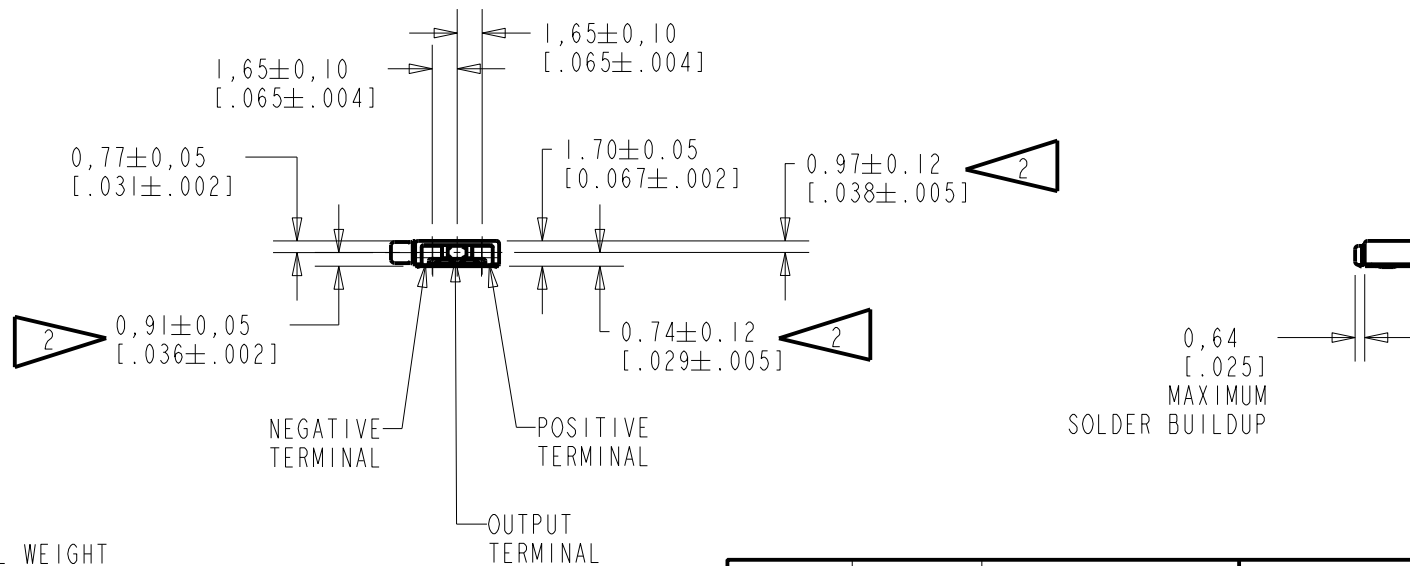 1,65±0,10
[.065±.004]
1,65±0,10
[.065±.004]
0,77±0,05
[.031±.002]
1.70±0.05
[0.067±.002]
0.97±0.12
[.038±.005]
2
2
0,91±0,05
[.036±.002]
0.74±0.12
[.029±.005]
2
0,64
[.025]
MAXIMUM
SOLDER BUILDUP
NEGATIVE
TERMINAL
POSITIVE
TERMINAL
OUTPUT
TERMINAL
WEIGHT